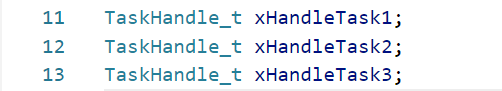 11 TaskHandle_t xHandleTask1;
12 TaskHandle_t xHandleTask2;
13 TaskHandle_t xHandleTask3;